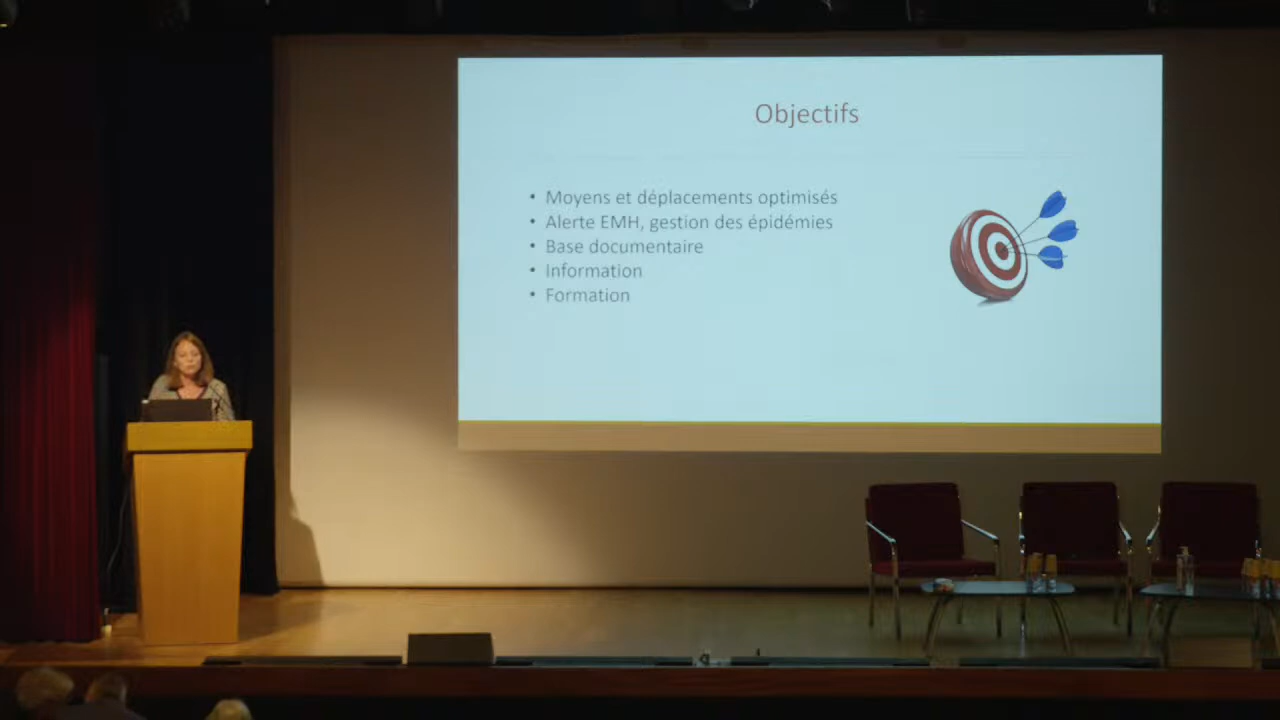 Objectifs
• Moyens et déplacements optimisés
• Alerte EMH, gestion des épidémies
• Base documentaire
• Information
• Formation